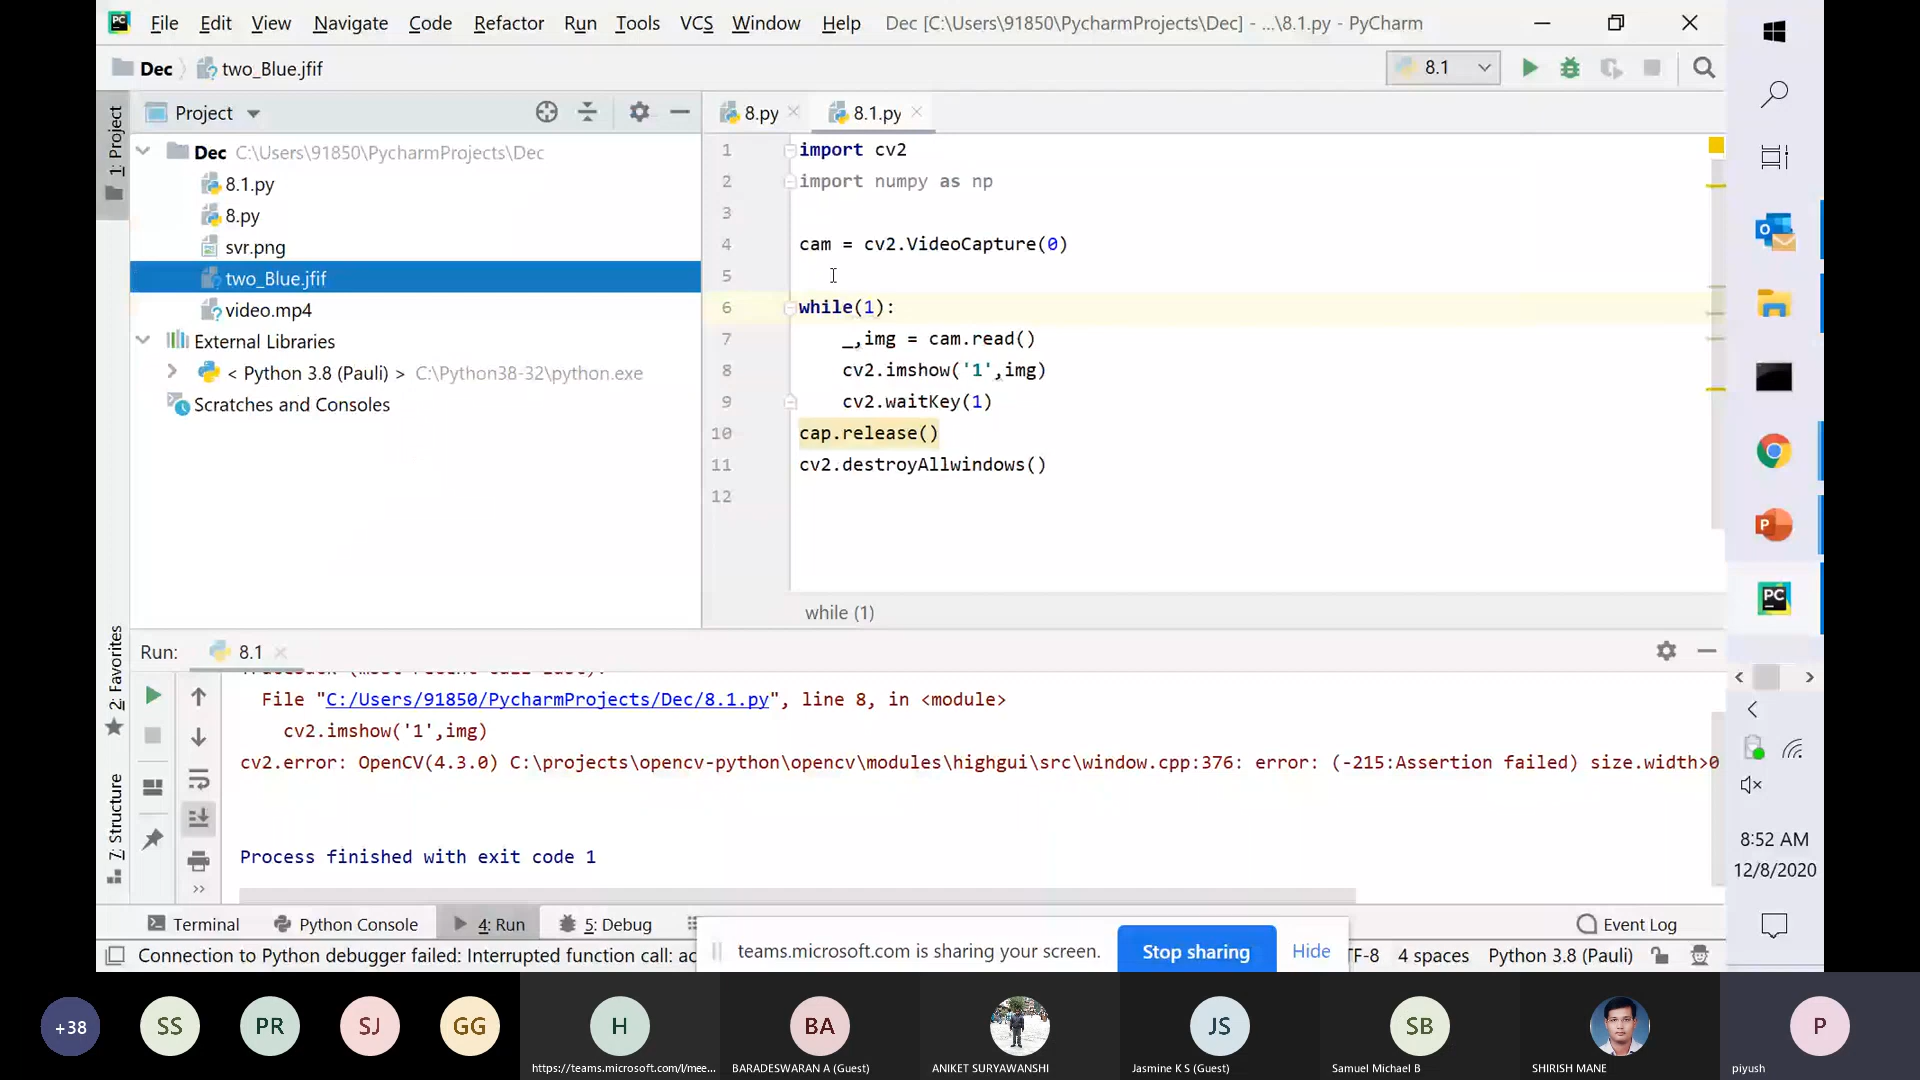 File Edit View Navigate Code Refactor Run Tools VCS Window Help Dec [C:\Users\91850\PycharmProjects\Dec] - ...\8.1.py - PyCharm
Dec two_Blue.jfif
8.1
1: Project
Project
8.py
8.1.py
Dec C:\Users\91850\PycharmProjects\Dec
8.1.py
8.py
svr.png
two_Blue.jfif
video.mp4
External Libraries
< Python 3.8 (Pauli) > C:\Python38-32\python.exe
Scratches and Consoles
1 import cv2
2 import numpy as np
3
4 cam = cv2.VideoCapture(0)
5
6 while(1):
7 _,img = cam.read()
8 cv2.imshow('1',img)
9 cv2.waitKey(1)
10 cap.release()
11 cv2.destroyAllwindows()
12
while (1)
2: Favorites
7: Structure
Run: 8.1
Traceback (most recent call last):
File "C:/Users/91850/PycharmProjects/Dec/8.1.py", line 8, in <module>
cv2.imshow('1',img)
cv2.error: OpenCV(4.3.0) C:\projects\opencv-python\opencv\modules\highgui\src\window.cpp:376: error: (-215:Assertion failed) size.width>0
Process finished with exit code 1
Terminal Python Console 4: Run 5: Debug Event Log
Connection to Python debugger failed: Interrupted function call: ac
teams.microsoft.com is sharing your screen. Stop sharing Hide
TF-8 4 spaces Python 3.8 (Pauli)
8:52 AM
12/8/2020
+38 SS PR SJ GG H BA JS SB P
https://teams.microsoft.com/l/mee... BARADESWARAN A (Guest) ANIKET SURYAWANSHI Jasmine K S (Guest) Samuel Michael B SHIRISH MANE piyush